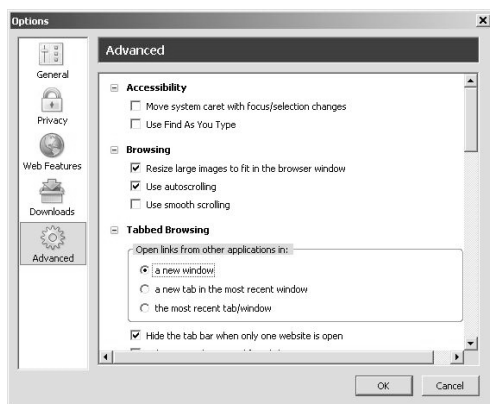 Options
General
Privacy
Web Features
Downloads
Advanced
Advanced
Accessibility
Move system caret with focus/selection changes
Use Find As You Type
Browsing
Resize large images to fit in the browser window
Use autoscrolling
Use smooth scrolling
Tabbed Browsing
Open links from other applications in:
a new window
a new tab in the most recent window
the most recent tab/window
Hide the tab bar when only one website is open
OK
Cancel